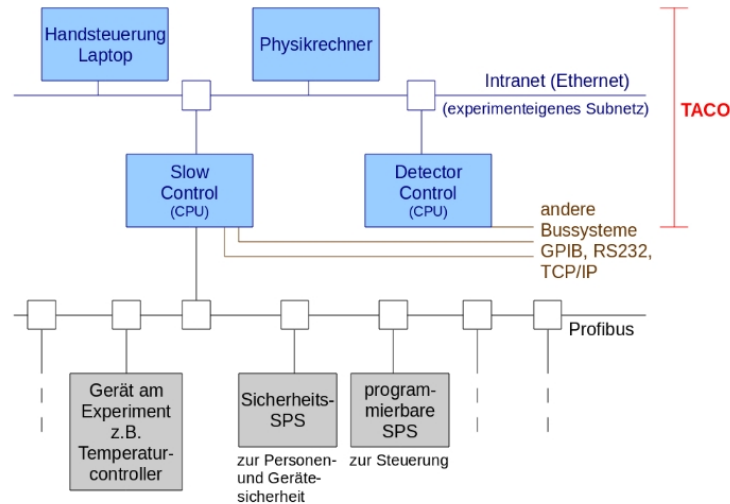 Handsteuerung
Laptop
Physikrechner
Intranet (Ethernet)
(experimenteigenes Subnetz)
TACO
Slow
Control
(CPU)
Detector
Control
(CPU)
andere
Bussysteme
GPIB, RS232,
TCP/IP
Profibus
Gerät am
Experiment
z.B.
Temperatur-
controller
Sicherheits-
SPS
zur Personen-
und Geräte-
sicherheit
program-
mierbare
SPS
zur Steuerung